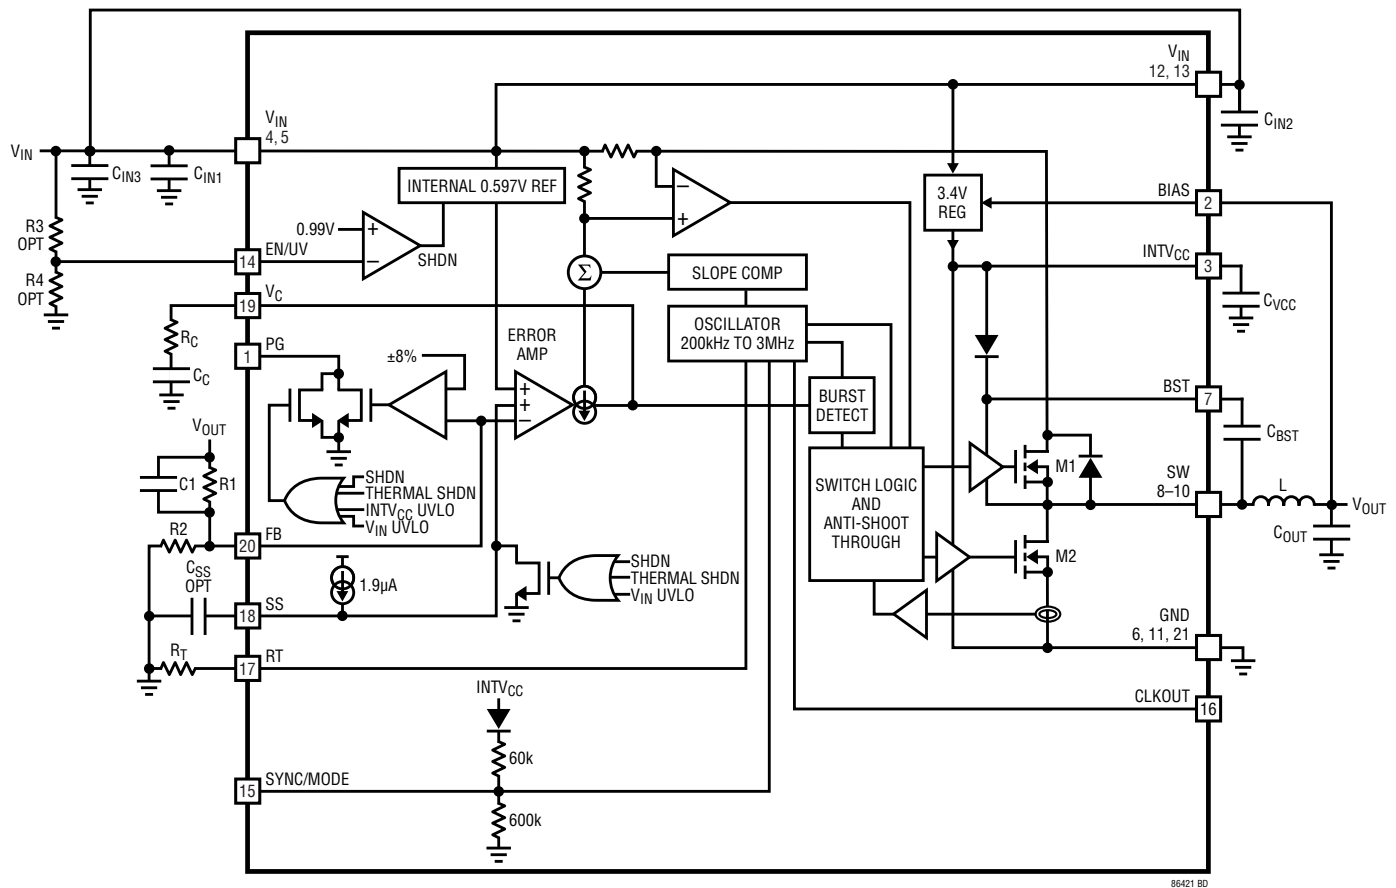 VIN
12, 13
VIN
4, 5
VIN
CIN3
CIN1
CIN2
INTERNAL 0.597V REF
3.4V
REG
BIAS
2
R3
OPT
0.99V
+
–
SHDN
–
+
EN/UV
14
R4
OPT
Σ
SLOPE COMP
INTVCC
3
CVCC
VC
19
RC
CC
OSCILLATOR
200kHz TO 3MHz
PG
1
±8%
ERROR
AMP
+
+
–
BURST
DETECT
BST
7
CBST
VOUT
C1
R1
SHDN
THERMAL SHDN
INTVCC UVLO
VIN UVLO
SWITCH LOGIC
AND
ANTI-SHOOT
THROUGH
M1
SW
8–10
L
VOUT
COUT
R2
FB
20
M2
CSS
OPT
1.9µA
SHDN
THERMAL SHDN
VIN UVLO
SS
18
GND
6, 11, 21
RT
RT
17
CLKOUT
16
INTVCC
60k
SYNC/MODE
15
600k
86421 BD